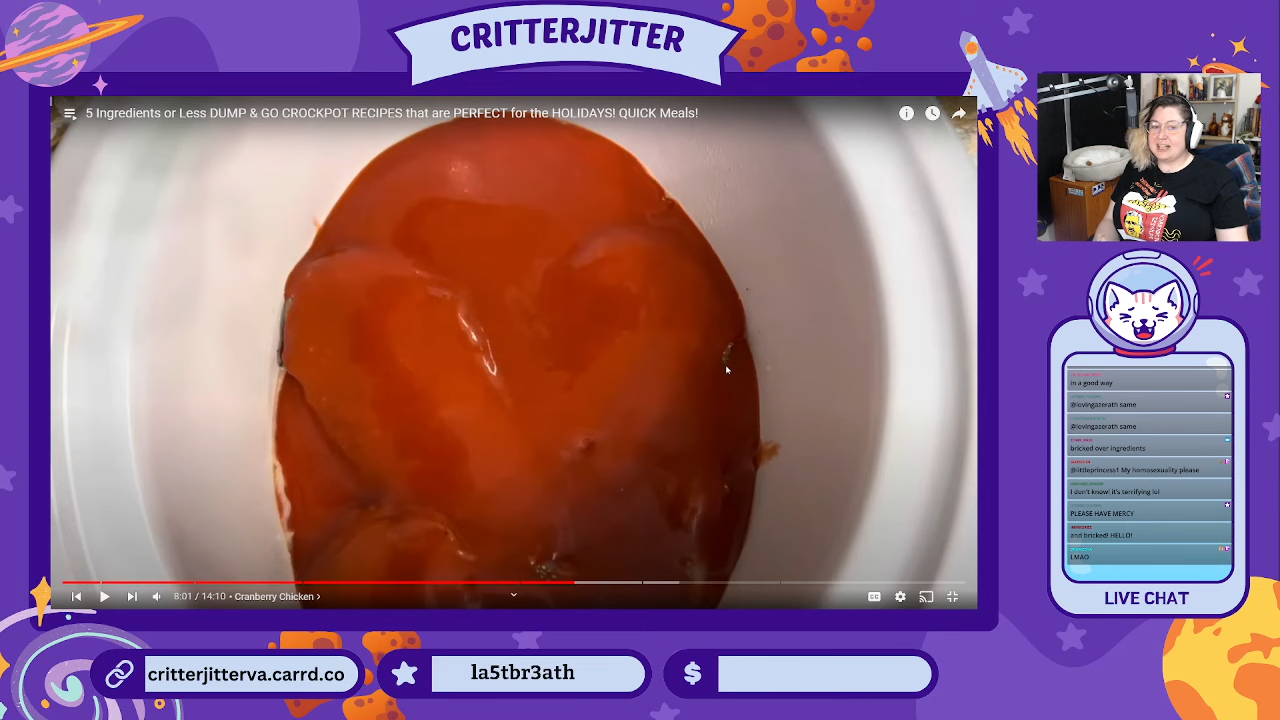 CRITTERJITTER
5 Ingredients or Less DUMP & GO CROCKPOT RECIPES that are PERFECT for the HOLIDAYS! QUICK Meals!
8:01 / 14:10 • Cranberry Chicken ›
in a good way
@lovingazerath same
@lovingazerath same
bricked over ingredients
@littleprincess1 My homosexuality please
I don't know! it's terrifying lol
PLEASE HAVE MERCY
and bricked! HELLO!
LMAO
LIVE CHAT
critterjitterva.carrd.co
la5tbr3ath
$